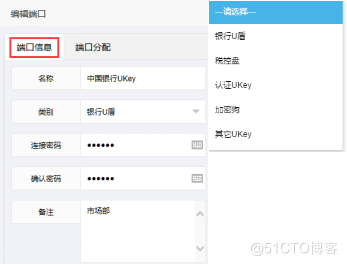 编辑端口
端口信息
端口分配
名称
中国银行UKey
类别
银行U盾
连接密码
●●●●●●
确认密码
●●●●●●
备注
市场部
---请选择---
银行U盾
税控盘
认证UKey
加密狗
其它UKey
@51CTO博客